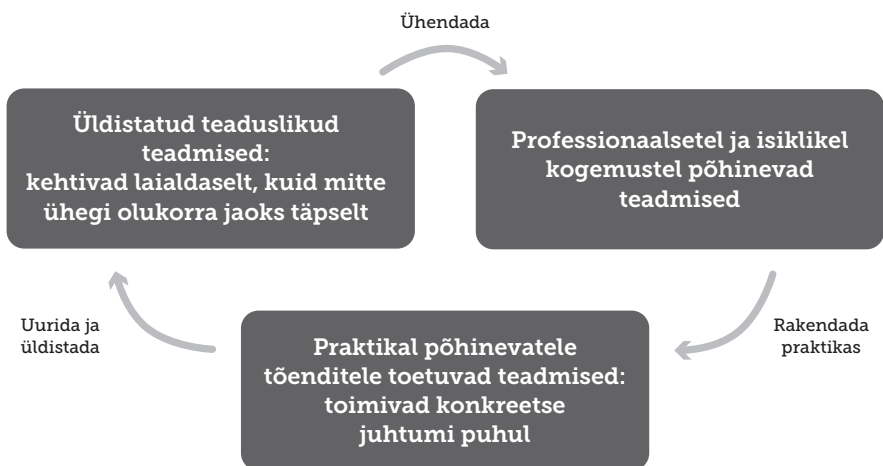 Ühendada
Üldistatud teaduslikud
teadmised:
kehtivad laialdaselt, kuid mitte
ühegi olukorra jaoks täpselt
Professionaalsetel ja isiklikel
kogemustel põhinevad
teadmised
Rakendada
praktikas
Praktikal põhinevatele
tõenditele toetuvad teadmised:
toimivad konkreetse
juhtumi puhul
Uurida ja
üldistada